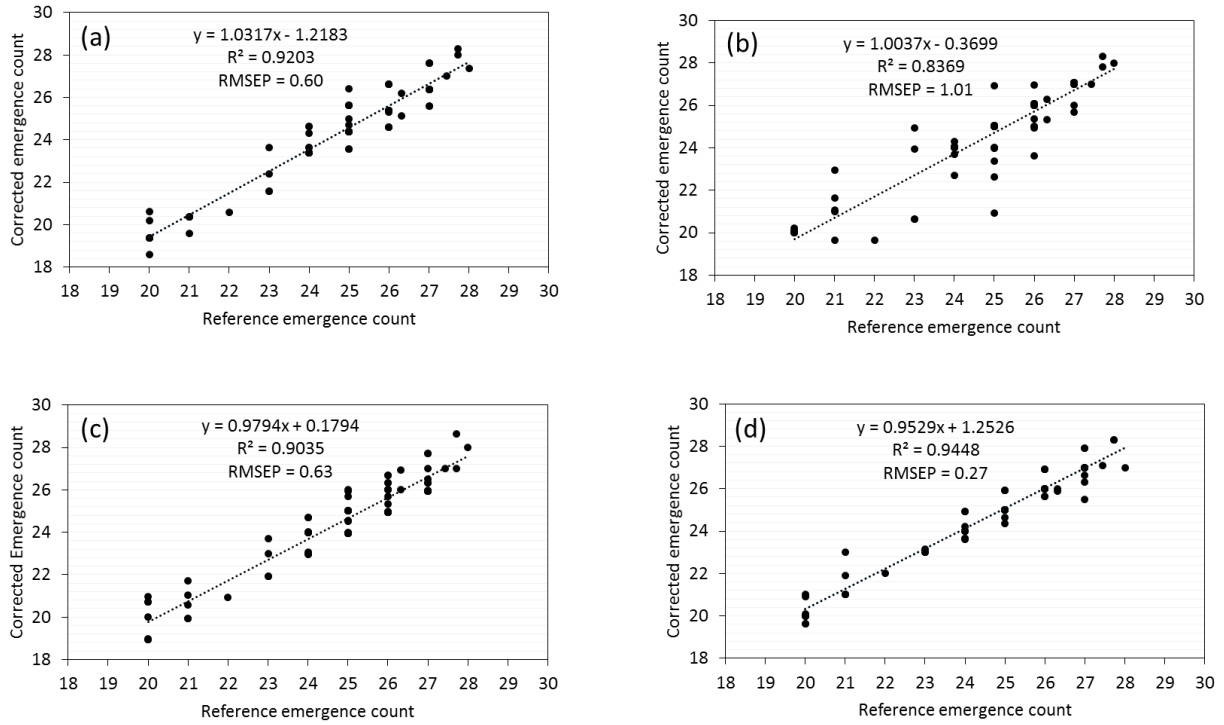 (a)
y = 1.0317x - 1.2183
R² = 0.9203
RMSEP = 0.60
Corrected emergence count
30
28
26
24
22
20
18
18 19 20 21 22 23 24 25 26 27 28 29 30
Reference emergence count
(b)
y = 1.0037x - 0.3699
R² = 0.8369
RMSEP = 1.01
Corrected emergence count
30
28
26
24
22
20
18
18 19 20 21 22 23 24 25 26 27 28 29 30
Reference emergence count
(c)
y = 0.9794x + 0.1794
R² = 0.9035
RMSEP = 0.63
Corrected Emergence count
30
28
26
24
22
20
18
18 19 20 21 22 23 24 25 26 27 28 29 30
Reference emergence count
(d)
y = 0.9529x + 1.2526
R² = 0.9448
RMSEP = 0.27
Corrected emergence count
30
28
26
24
22
20
18
18 19 20 21 22 23 24 25 26 27 28 29 30
Reference emergence count